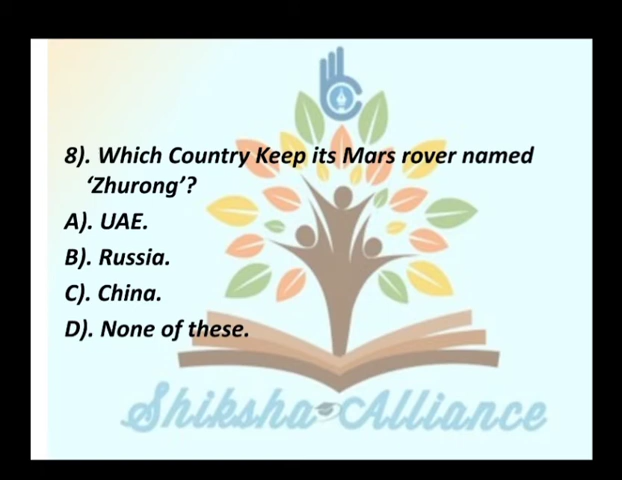 8). Which Country Keep its Mars rover named
‘Zhurong’?
A). UAE.
B). Russia.
C). China.
D). None of these.
Shiksha Alliance